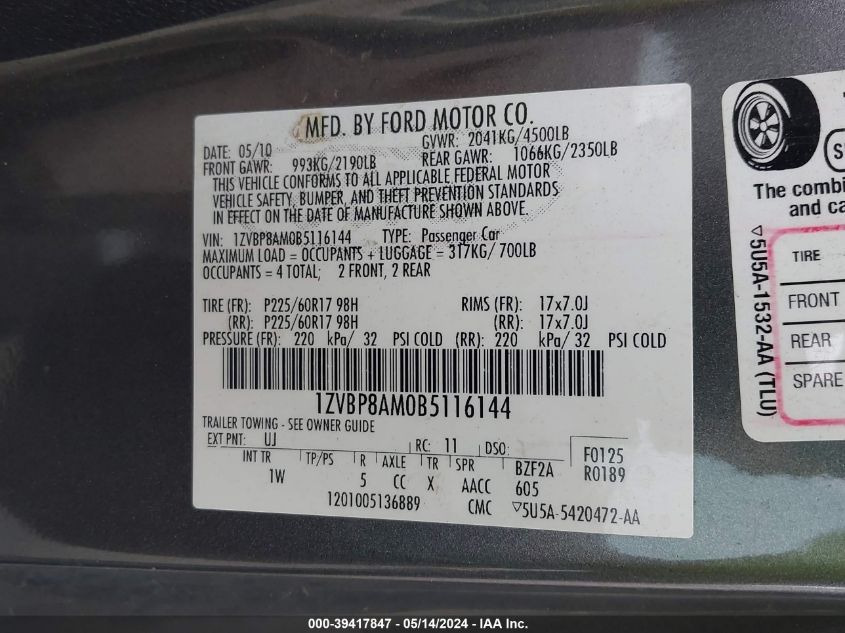 MFD. BY FORD MOTOR CO.
DATE: 05/10 GVWR: 2041KG/4500LB
FRONT GAWR: 993KG/2190LB REAR GAWR: 1066KG/2350LB
THIS VEHICLE CONFORMS TO ALL APPLICABLE FEDERAL MOTOR
VEHICLE SAFETY, BUMPER, AND THEFT PREVENTION STANDARDS
IN EFFECT ON THE DATE OF MANUFACTURE SHOWN ABOVE.
VIN: 1ZVBP8AM0B5116144 TYPE: Passenger Car
MAXIMUM LOAD = OCCUPANTS + LUGGAGE = 317KG/ 700LB
OCCUPANTS = 4 TOTAL; 2 FRONT, 2 REAR
TIRE (FR): P225/60R17 98H RIMS (FR): 17x7.0J
(RR): P225/60R17 98H (RR): 17x7.0J
PRESSURE (FR): 220 kPa/ 32 PSI COLD (RR): 220 kPa/ 32 PSI COLD
1ZVBP8AM0B5116144
TRAILER TOWING - SEE OWNER GUIDE
EXT PNT: UJ RC: 11 DSO: F0125
INT TR TP/PS R AXLE TR SPR BZF2A R0189
1W 5 CC X AACC 605
1201005136889 CMC ▽5U5A-5420472-AA
The combi
and ca
TIRE
FRONT
REAR
SPARE
▽5U5A-1532-AA (TLU)
000-39417847 - 05/14/2024 - IAA Inc.